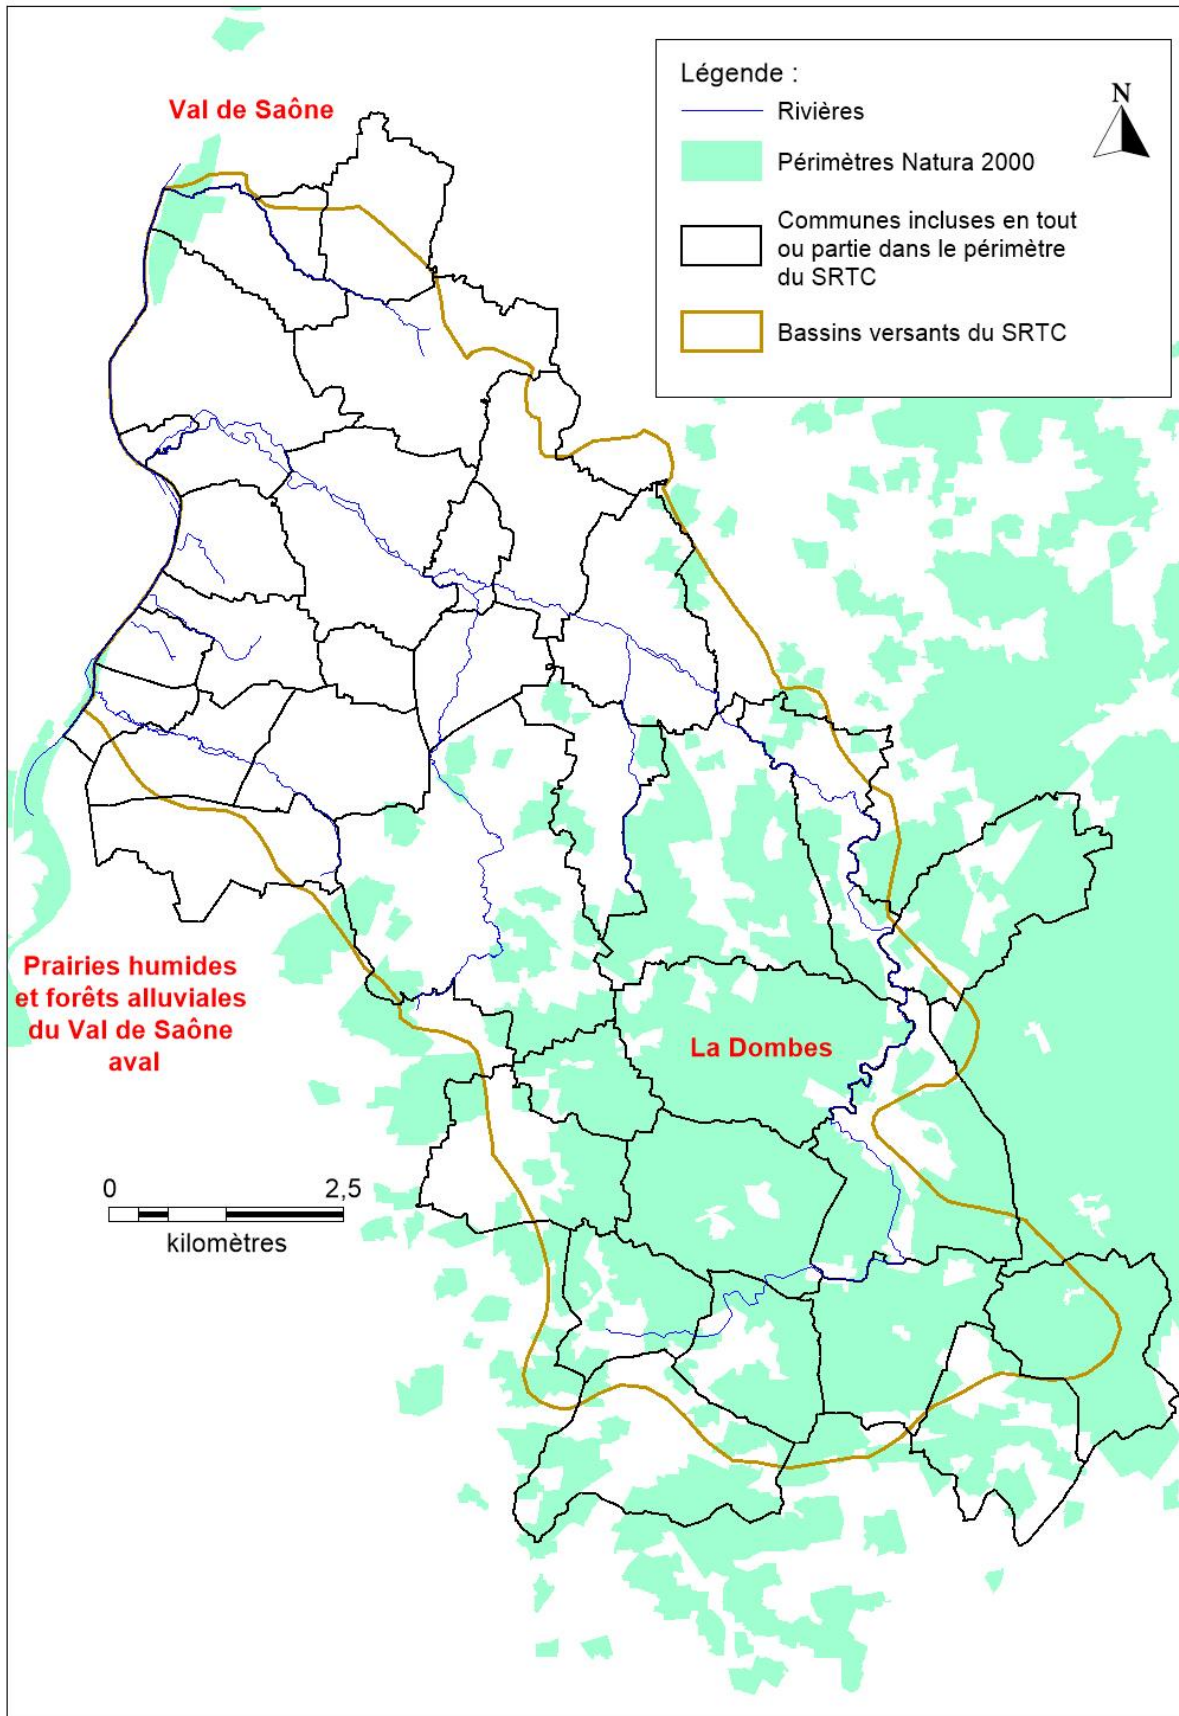 Légende :
N
Rivières
Périmètres Natura 2000
Communes incluses en tout
ou partie dans le périmètre
du SRTC
Bassins versants du SRTC
Val de Saône
Prairies humides
et forêts alluviales
du Val de Saône
aval
La Dombes
0 2,5
kilomètres